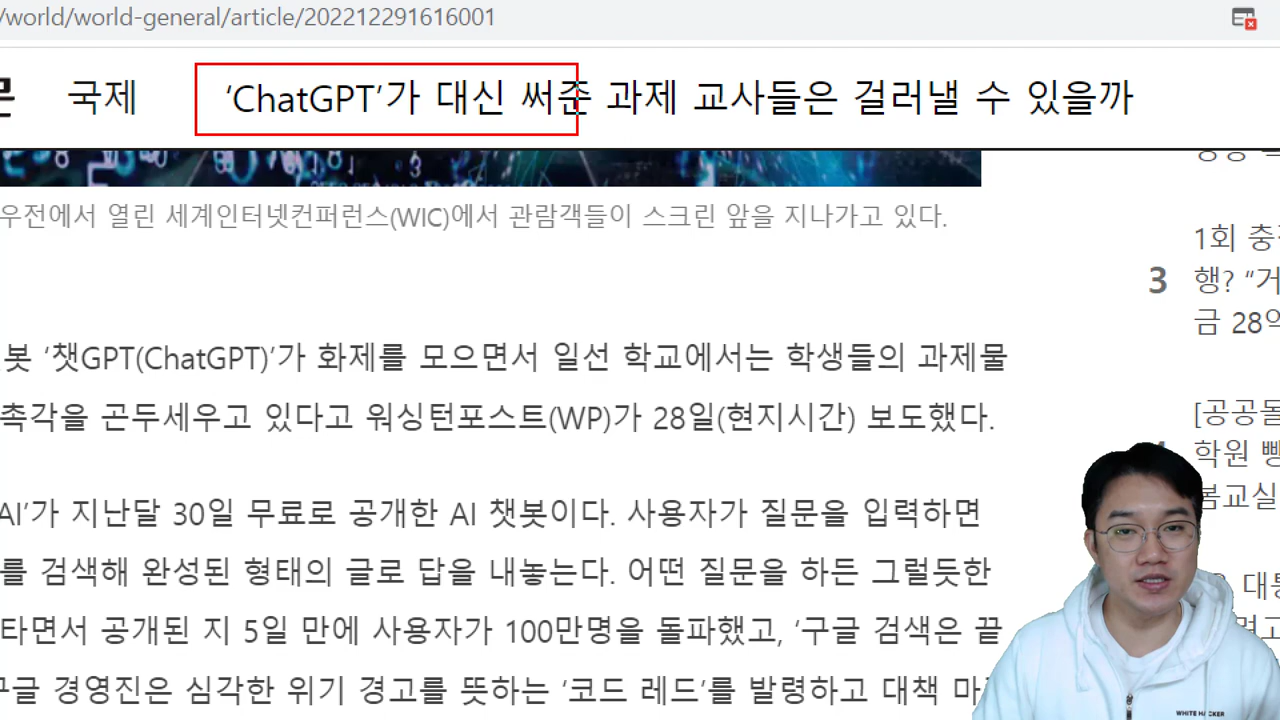 /world/world-general/article/202212291616001
국제 'ChatGPT'가 대신 써준 과제 교사들은 걸러낼 수 있을까
우전에서 열린 세계인터넷컨퍼런스(WIC)에서 관람객들이 스크린 앞을 지나가고 있다.
봇 '챗GPT(ChatGPT)'가 화제를 모으면서 일선 학교에서는 학생들의 과제물
촉각을 곤두세우고 있다고 워싱턴포스트(WP)가 28일(현지시간) 보도했다.
AI'가 지난달 30일 무료로 공개한 AI 챗봇이다. 사용자가 질문을 입력하면
를 검색해 완성된 형태의 글로 답을 내놓는다. 어떤 질문을 하든 그럴듯한
타면서 공개된 지 5일 만에 사용자가 100만명을 돌파했고, '구글 검색은 끝
구글 경영진은 심각한 위기 경고를 뜻하는 '코드 레드'를 발령하고 대책
1회
3 행? "거
금 28억
[공공돌
학원
봄교실
WHITE HACKER